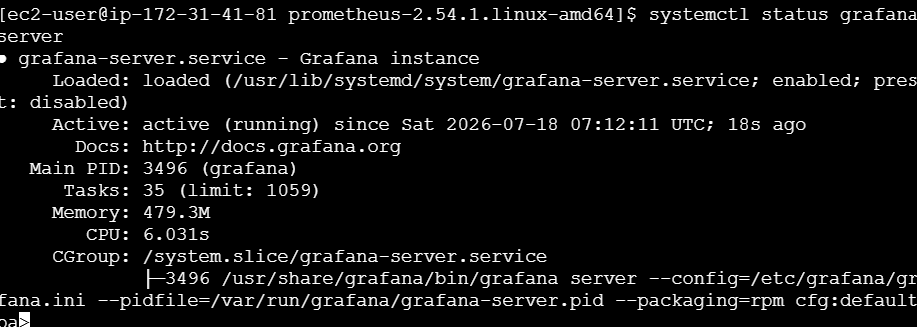 [ec2-user@ip-172-31-41-81 prometheus-2.54.1.linux-amd64]$ systemctl status grafana
server
● grafana-server.service - Grafana instance
Loaded: loaded (/usr/lib/systemd/system/grafana-server.service; enabled; pres
t: disabled)
Active: active (running) since Sat 2026-07-18 07:12:11 UTC; 18s ago
Docs: http://docs.grafana.org
Main PID: 3496 (grafana)
Tasks: 35 (limit: 1059)
Memory: 479.3M
CPU: 6.031s
CGroup: /system.slice/grafana-server.service
├─3496 /usr/share/grafana/bin/grafana server --config=/etc/grafana/gr
fana.ini --pidfile=/var/run/grafana/grafana-server.pid --packaging=rpm cfg:default
pa>